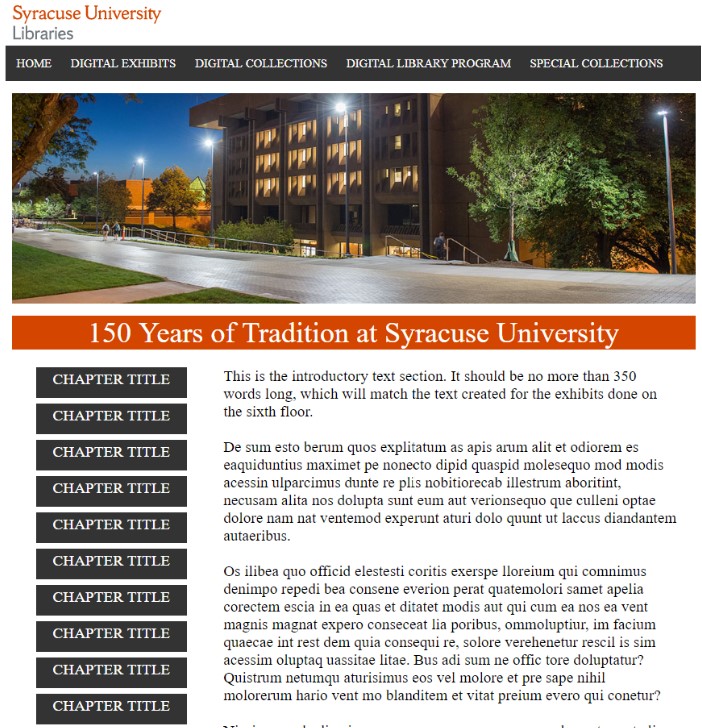 Syracuse University
Libraries
HOME DIGITAL EXHIBITS DIGITAL COLLECTIONS DIGITAL LIBRARY PROGRAM SPECIAL COLLECTIONS
150 Years of Tradition at Syracuse University
CHAPTER TITLE
CHAPTER TITLE
CHAPTER TITLE
CHAPTER TITLE
CHAPTER TITLE
CHAPTER TITLE
CHAPTER TITLE
CHAPTER TITLE
CHAPTER TITLE
CHAPTER TITLE
This is the introductory text section. It should be no more than 350
words long, which will match the text created for the exhibits done on
the sixth floor.
De sum esto berum quos explitatum as apis arum alit et odiorem es
eaquiduntius maximet pe nonecto dipid quaspid molesequo mod modis
acessin ulparcimus dunte re plis nobitiorecab illestrum aboritint,
necusam alita nos dolupta sunt eum aut verionsequo que culleni optae
dolore nam nat ventemod experunt aturi dolo quunt ut laccus diandantem
autaeribus.
Os ilibea quo officid elestesti coritis exerspe lloreium qui comnimus
denimpo repedi bea consene everion perat quatemolori samet apelia
corectem escia in ea quas et ditatet modis aut qui cum ea nos ea vent
magnis magnat expero conseceat lia poribus, ommoluptiur, im facium
quaecae int rest dem quia consequi re, solore verehenetur rescil is sim
acessim oluptaq uassitae litae. Bus adi sum ne offic tore doluptatur?
Quistrum netumqu aturisimus eos vel molore et pre sape nihil
molorerum hario vent mo blanditem et vitat preium evero qui conetur?